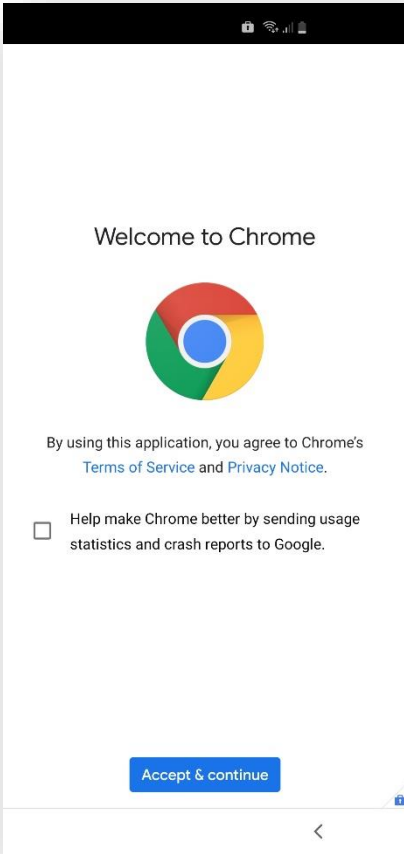 Welcome to Chrome
By using this application, you agree to Chrome's
Terms of Service and Privacy Notice.
Help make Chrome better by sending usage
statistics and crash reports to Google.
Accept & continue